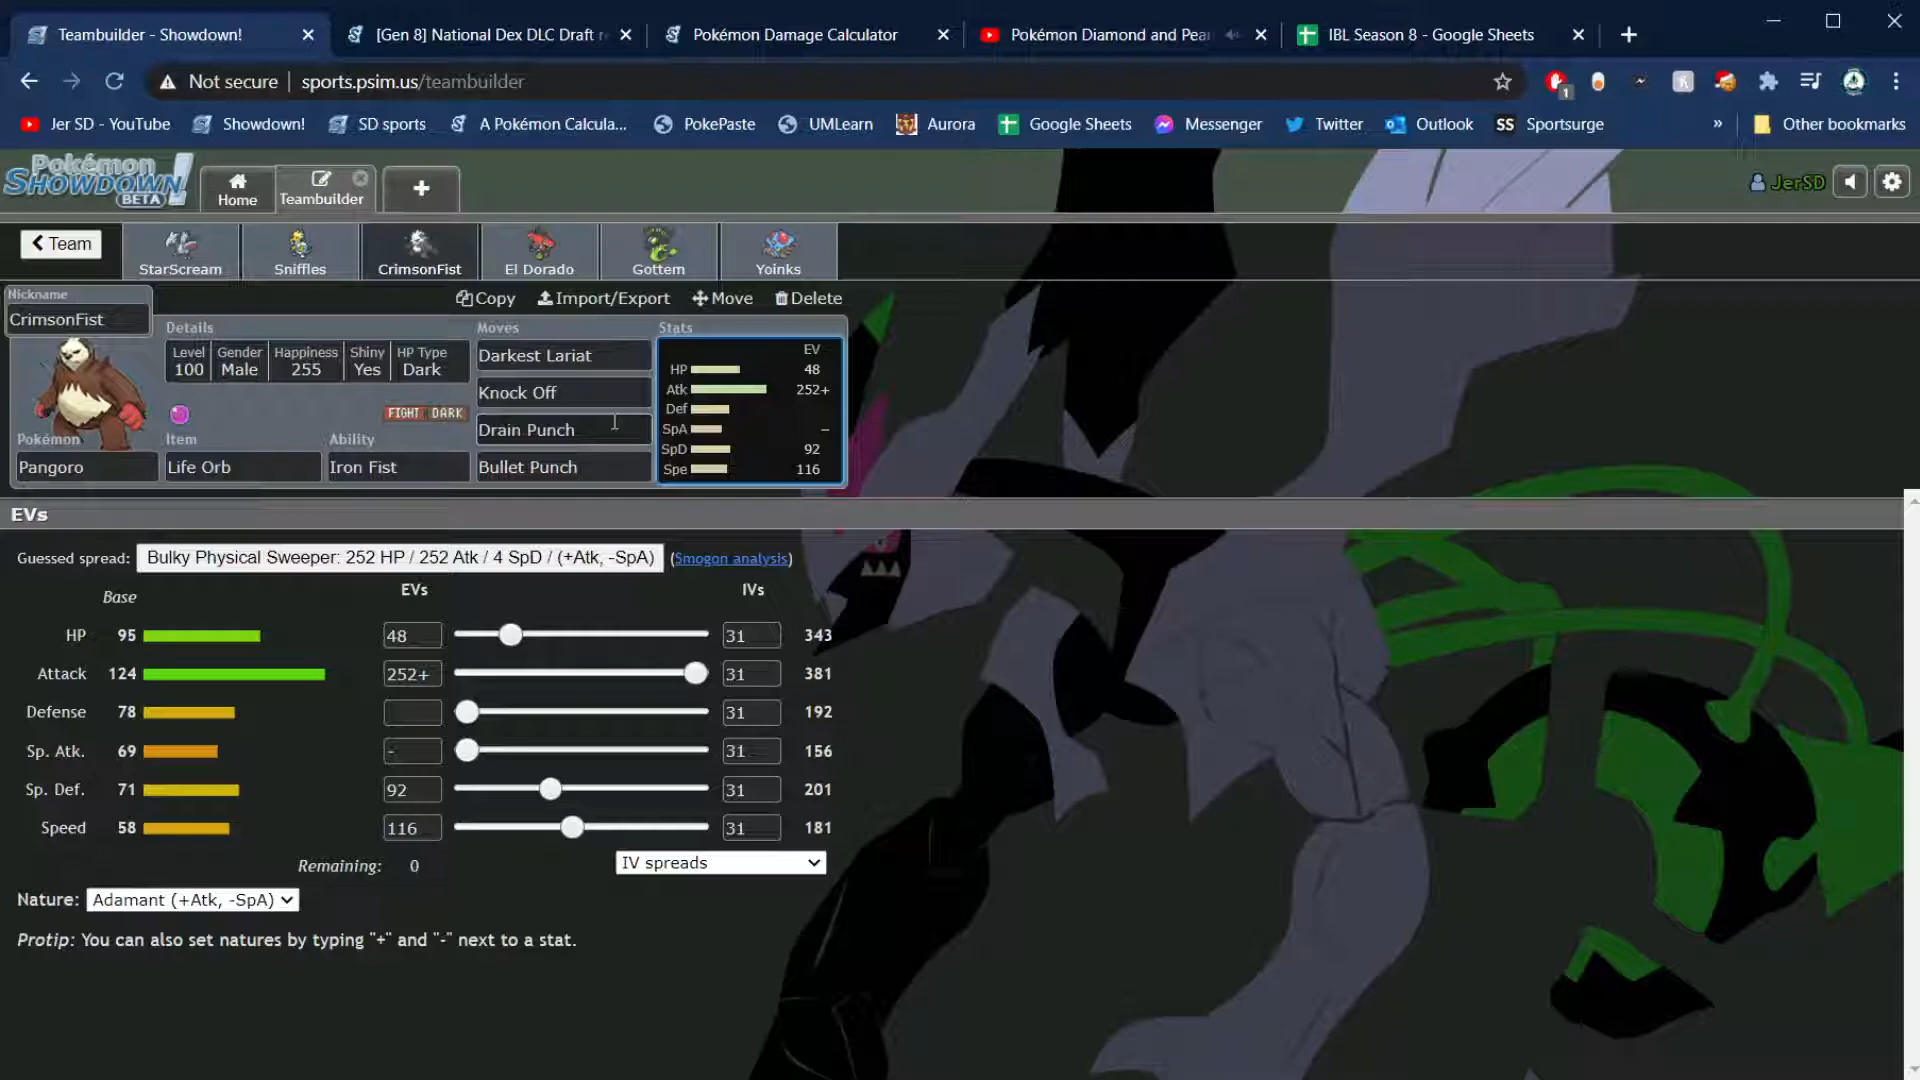 Teambuilder - Showdown!
[Gen 8] National Dex DLC Draft r
Pokémon Damage Calculator
Pokémon Diamond and Pea
IBL Season 8 - Google Sheets
Not secure | sports.psim.us/teambuilder
1
Jer SD - YouTube
Showdown!
SD sports
A Pokémon Calcula...
PokePaste
UMLearn
Aurora
Google Sheets
Messenger
Twitter
Outlook
SS Sportsurge
»
Other bookmarks
Pokémon
SHOWDOWN!
BETA
Home
Teambuilder
JerSD
Team
StarScream
Sniffles
CrimsonFist
El Dorado
Gottem
Yoinks
Copy
Import/Export
Move
Delete
Nickname
CrimsonFist
Details
Level
100
Gender
Male
Happiness
255
Shiny
Yes
HP Type
Dark
FIGHT DARK
Pokémon
Pangoro
Item
Life Orb
Ability
Iron Fist
Moves
Darkest Lariat
Knock Off
Drain Punch
Bullet Punch
Stats
EV
HP 48
Atk 252+
Def
SpA –
SpD 92
Spe 116
EVs
Guessed spread: Bulky Physical Sweeper: 252 HP / 252 Atk / 4 SpD / (+Atk, -SpA) (Smogon analysis)
Base EVs IVs
HP 95 48 31 343
Attack 124 252+ 31 381
Defense 78 31 192
Sp. Atk. 69 - 31 156
Sp. Def. 71 92 31 201
Speed 58 116 31 181
Remaining: 0 IV spreads
Nature: Adamant (+Atk, -SpA)
Protip: You can also set natures by typing "+" and "-" next to a stat.